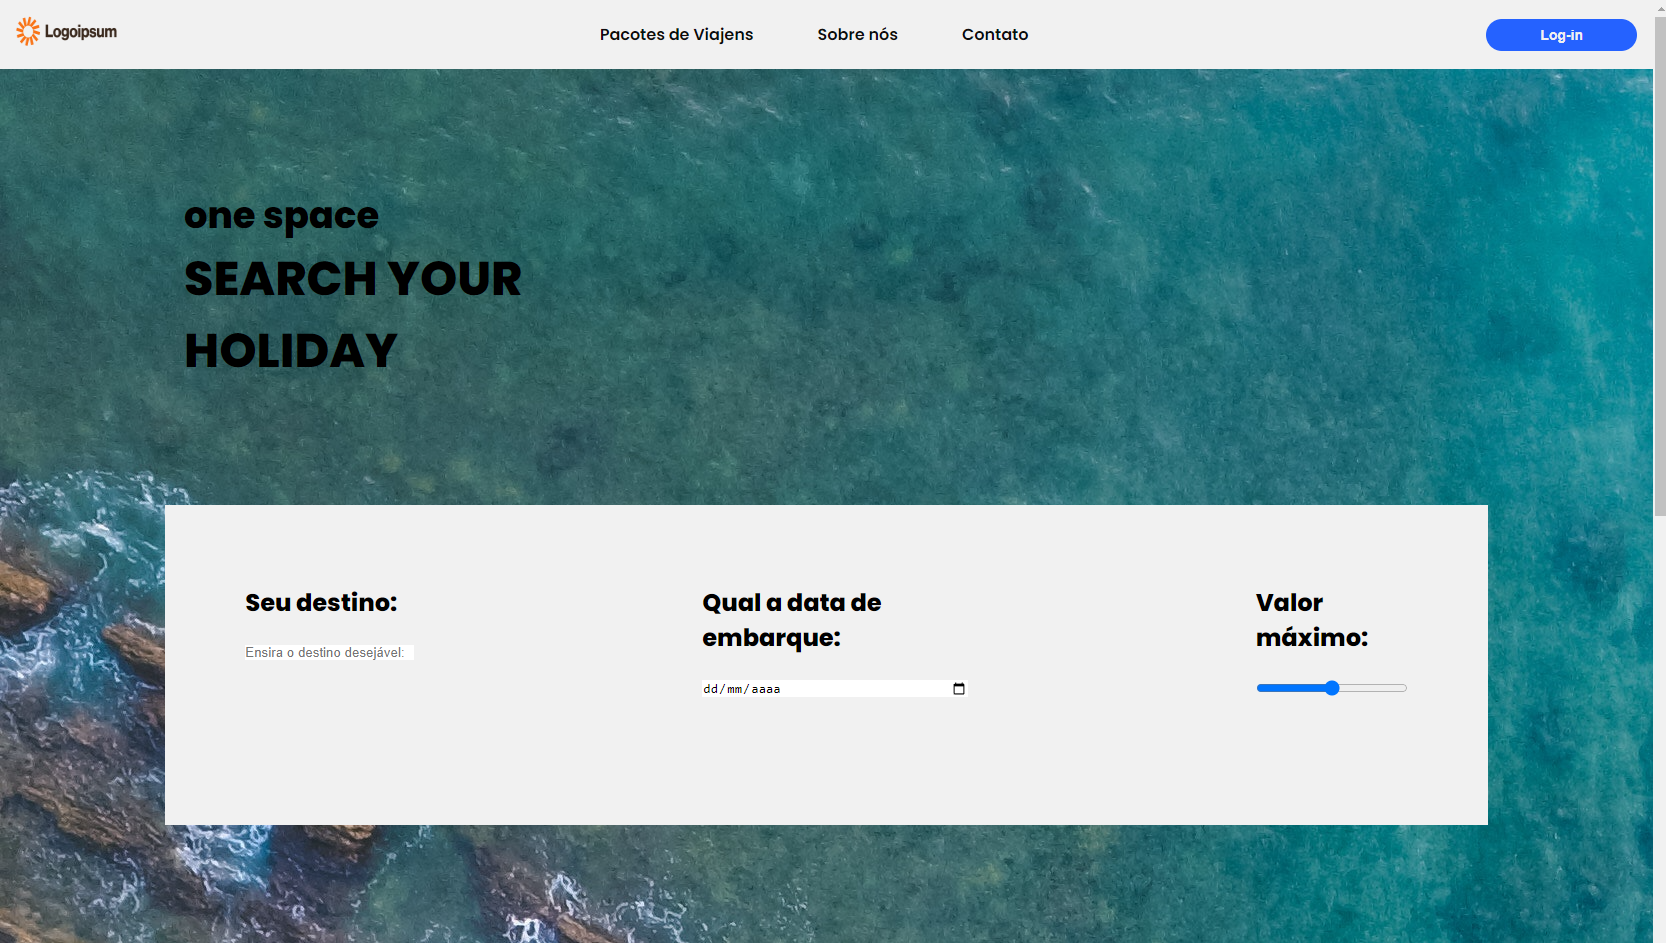 Logoipsum
Pacotes de Viajens
Sobre nós
Contato
Log-in
one space
SEARCH YOUR
HOLIDAY
Seu destino:
Ensira o destino desejável:
Qual a data de
embarque:
dd/mm/aaaa
Valor
máximo: